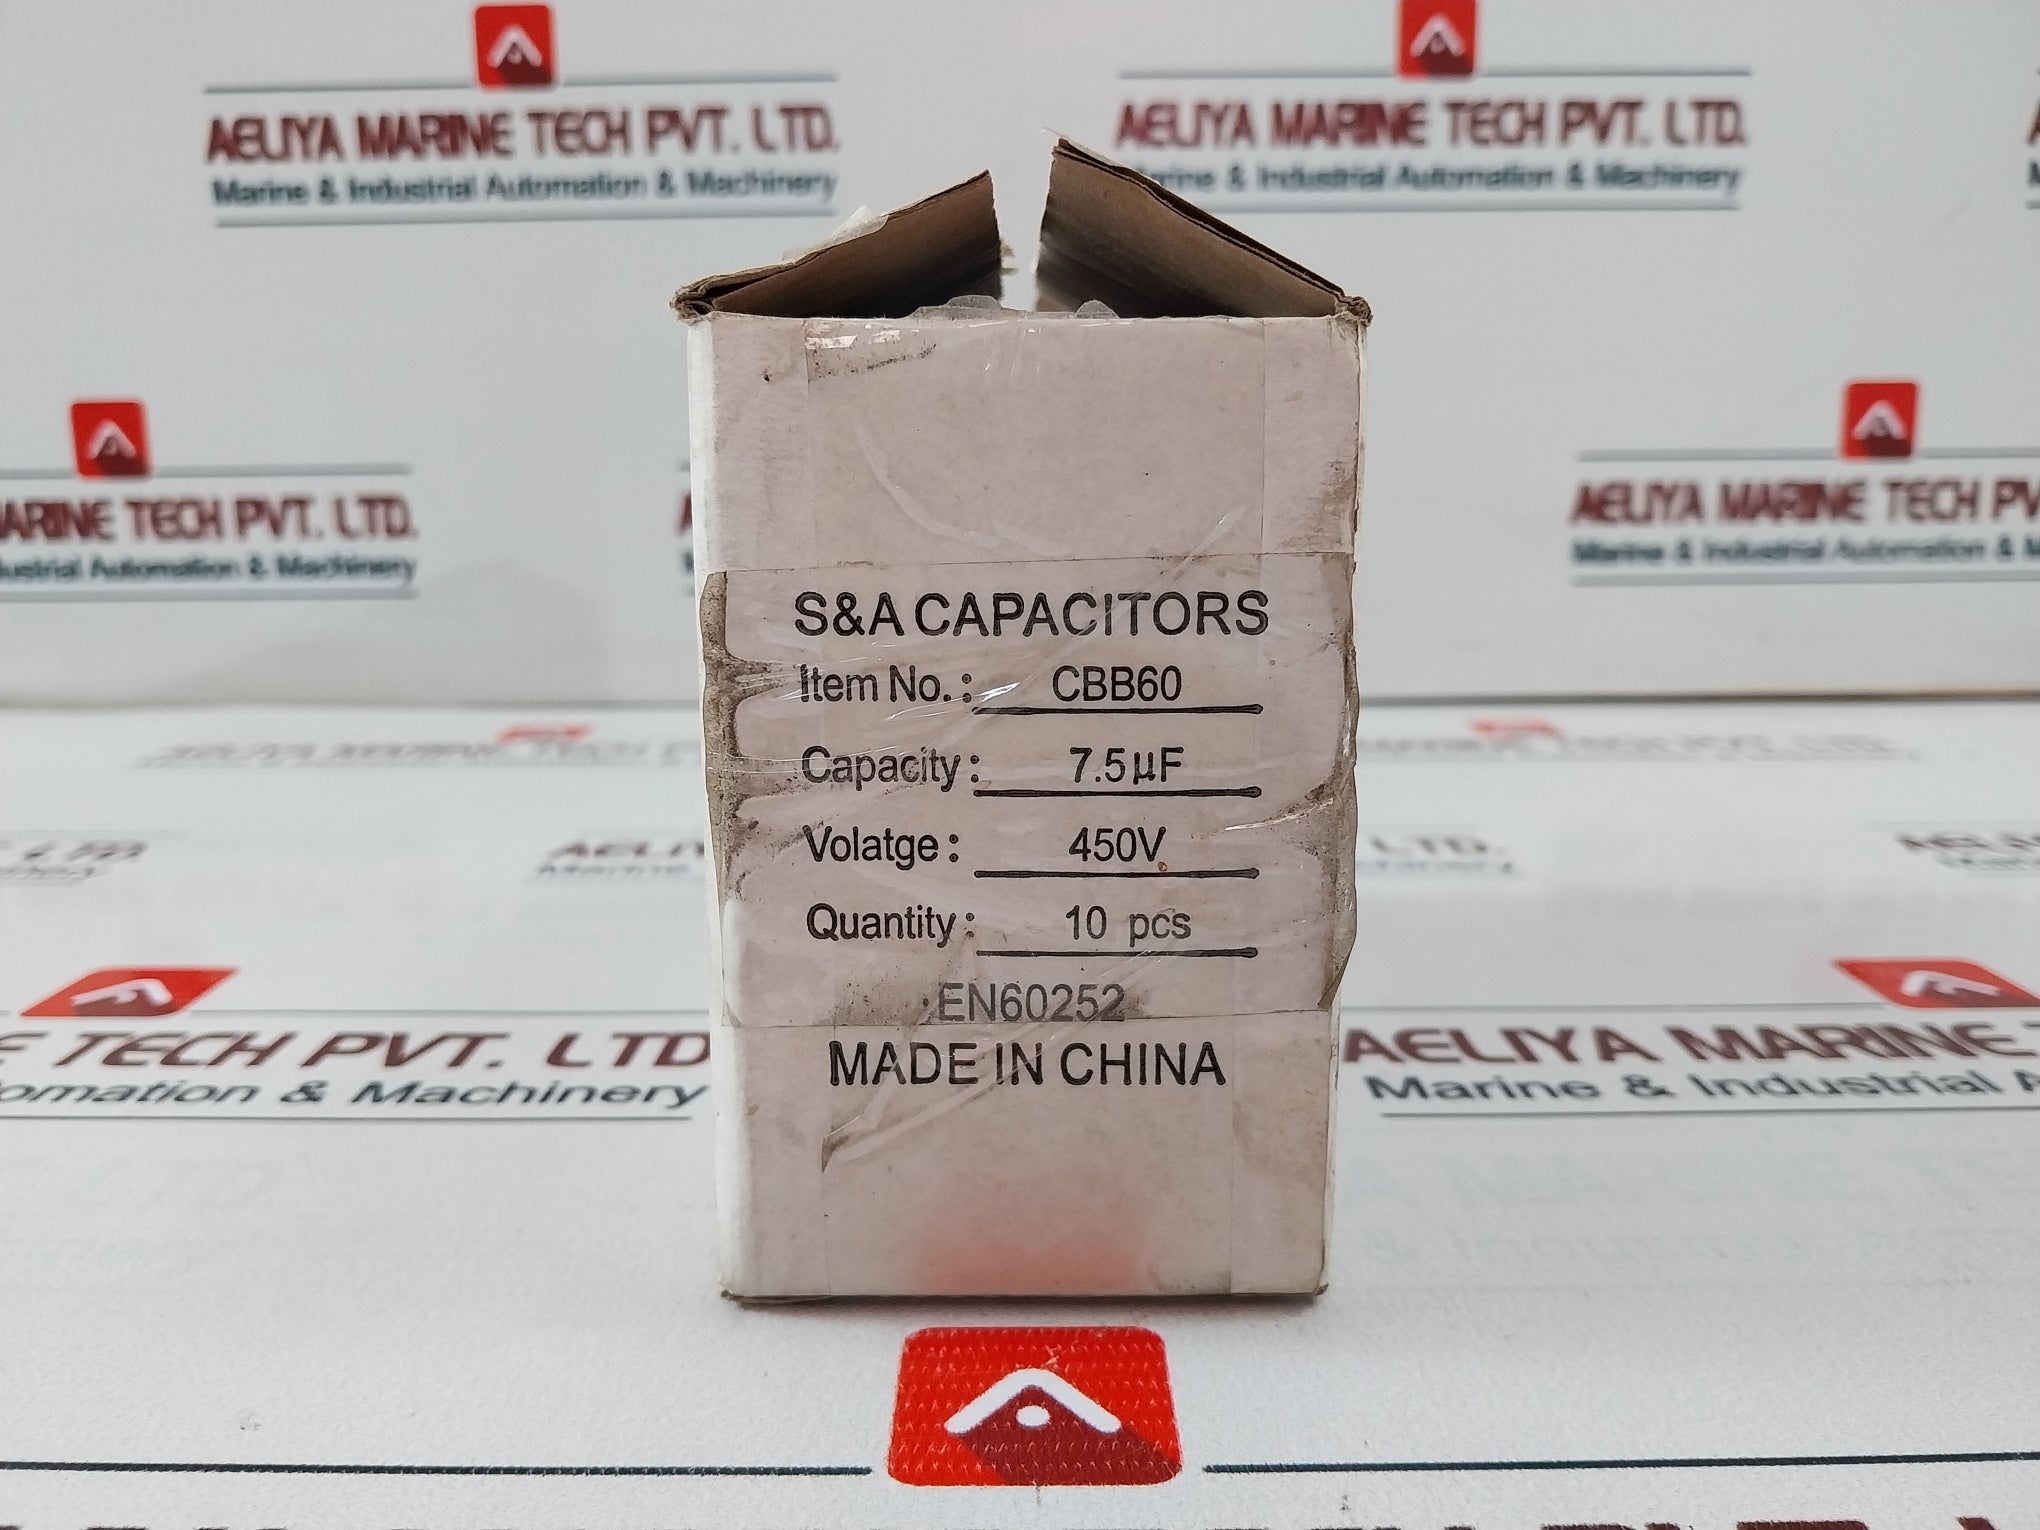 AELIYA MARINE TECH PVT. LTD.
Marine & Industrial Automation & Machinery
AELIYA MARINE TECH PVT. LTD.
Marine & Industrial Automation & Machinery
ARINE TECH PVT. LTD.
ustrial Automation & Machinery
AELIYA MARINE TECH PV
Marine & Industrial Automation &
S&A CAPACITORS
Item No.: CBB60
Capacity: 7.5µF
Volatge: 450V
Quantity: 10 pcs
EN60252
MADE IN CHINA
E TECH PVT. LTD
omation & Machinery
AELIYA MARINE
Marine & Industrial A